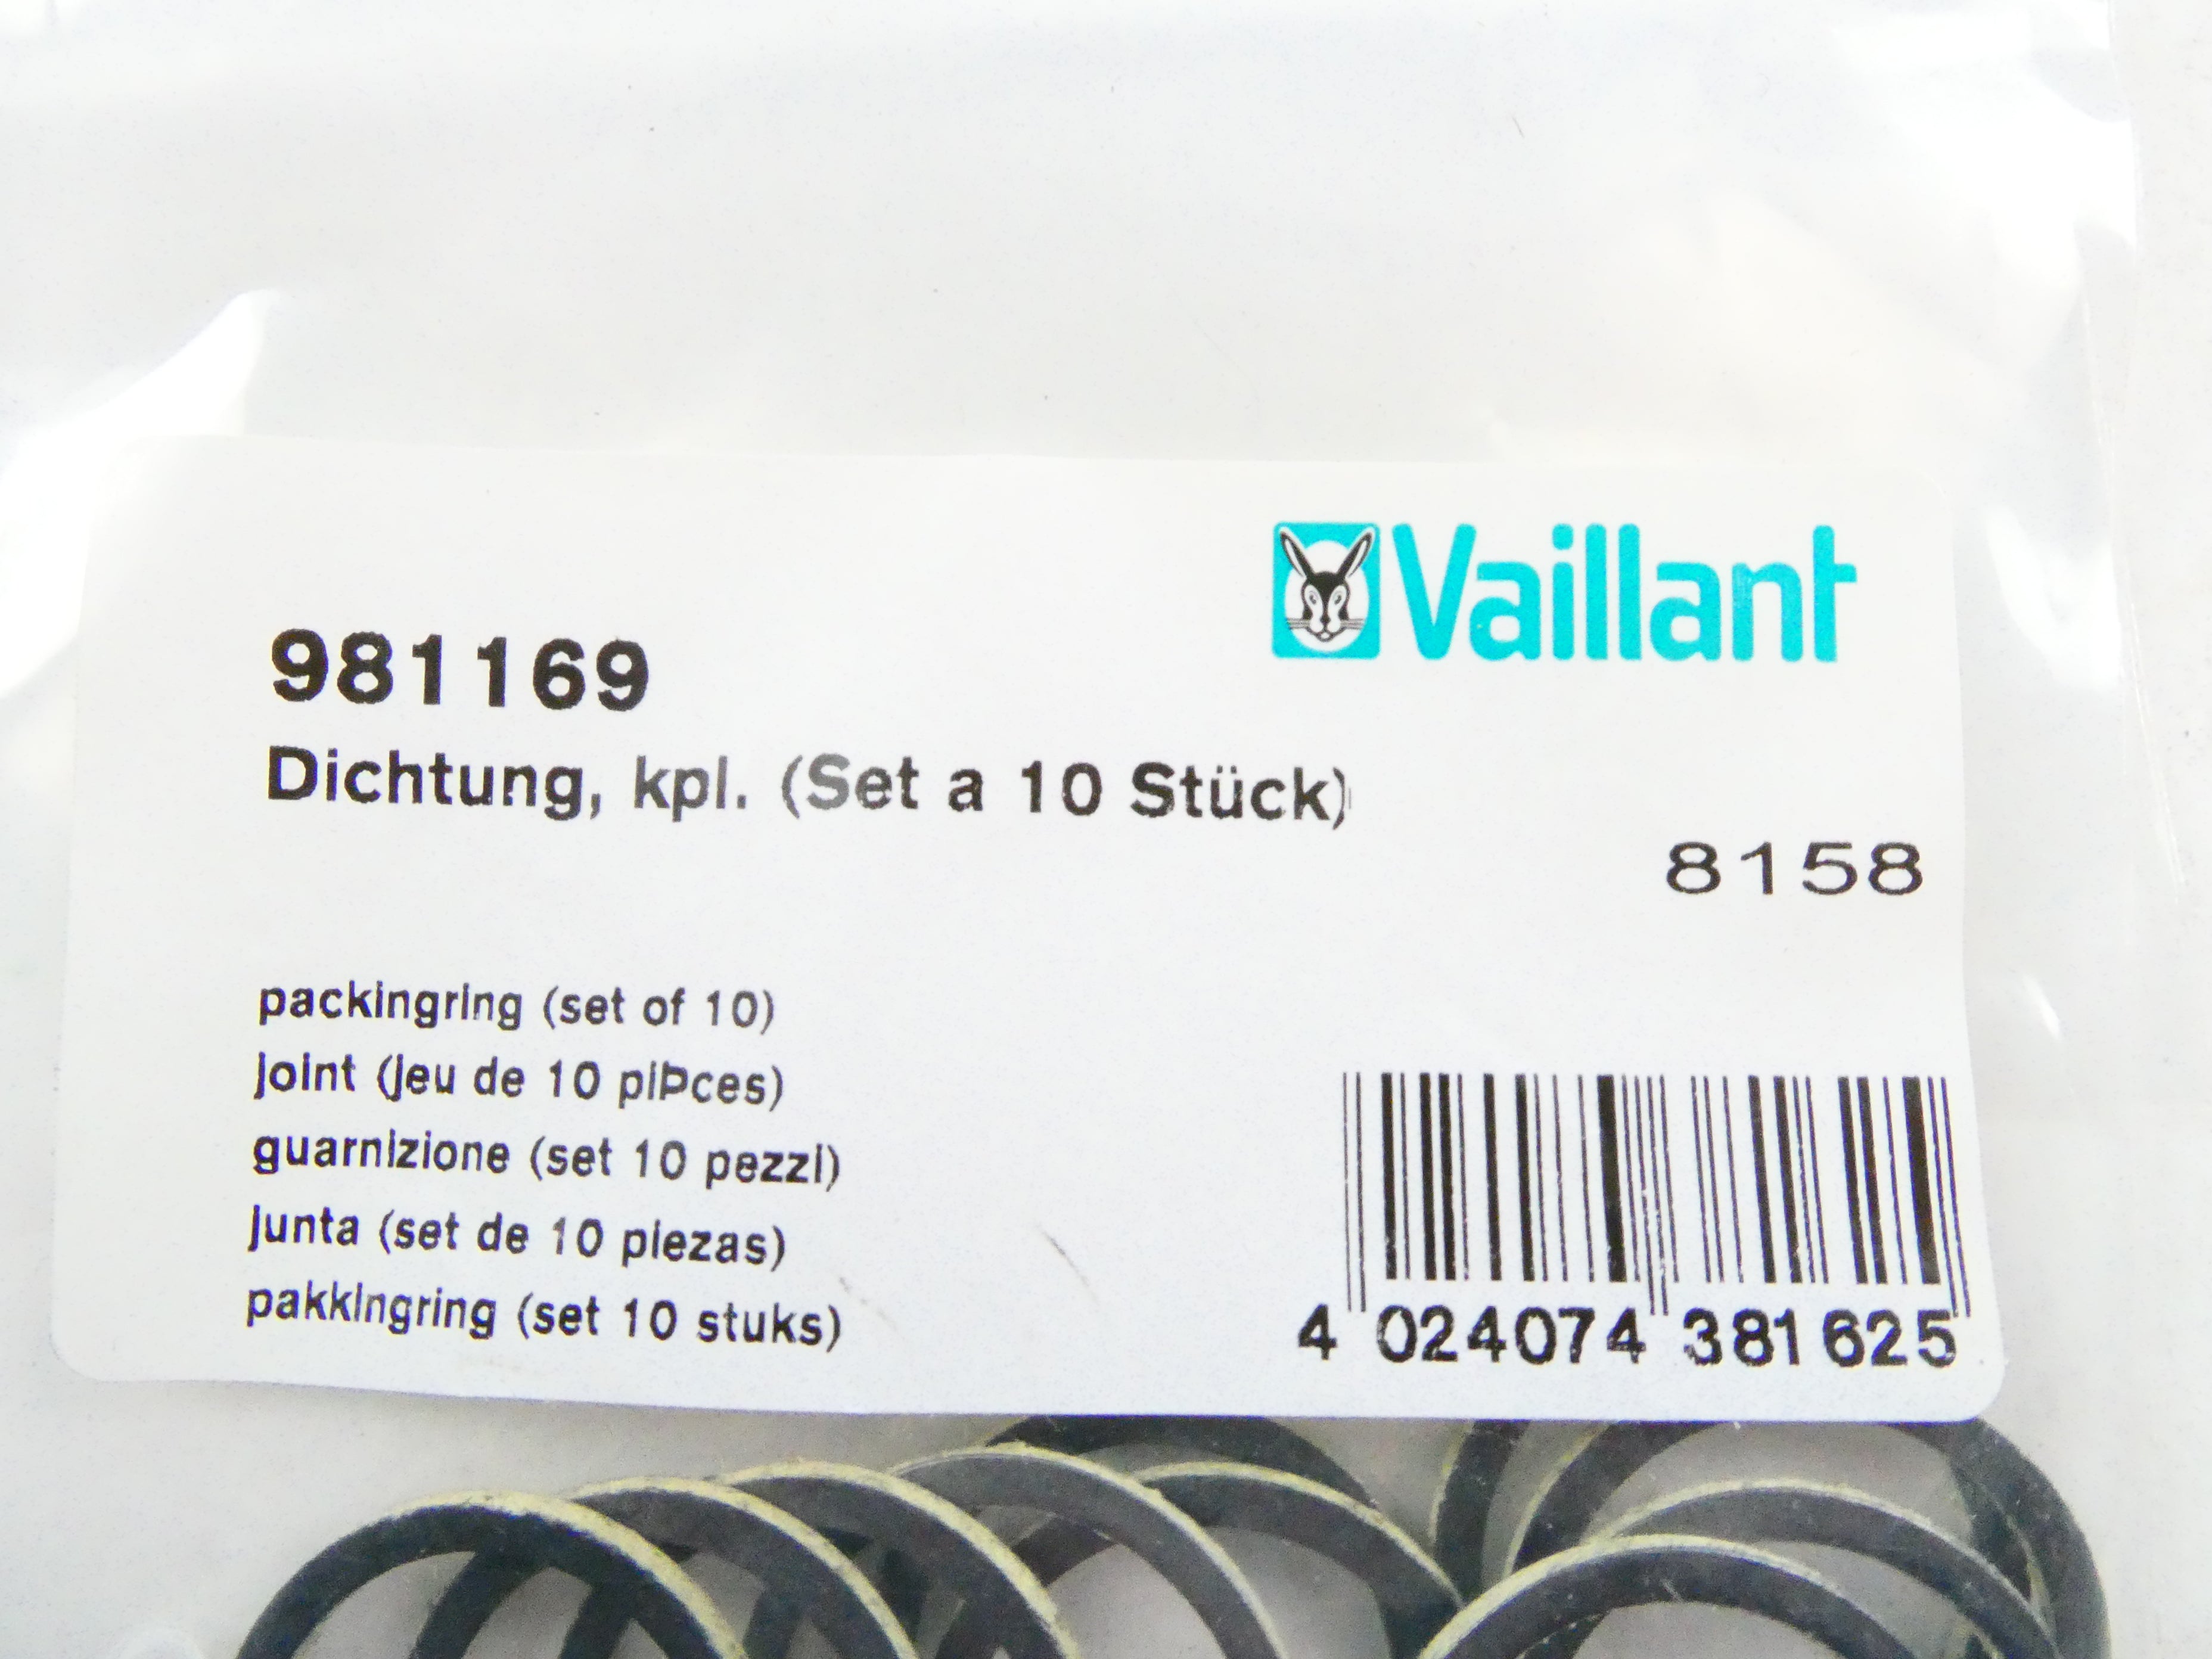 Vaillant
981169
Dichtung, kpl. (Set a 10 Stück)
8158
packingring (set of 10)
joint (jeu de 10 piÞces)
guarnizione (set 10 pezzi)
junta (set de 10 piezas)
pakkingring (set 10 stuks)
4 024074 381625